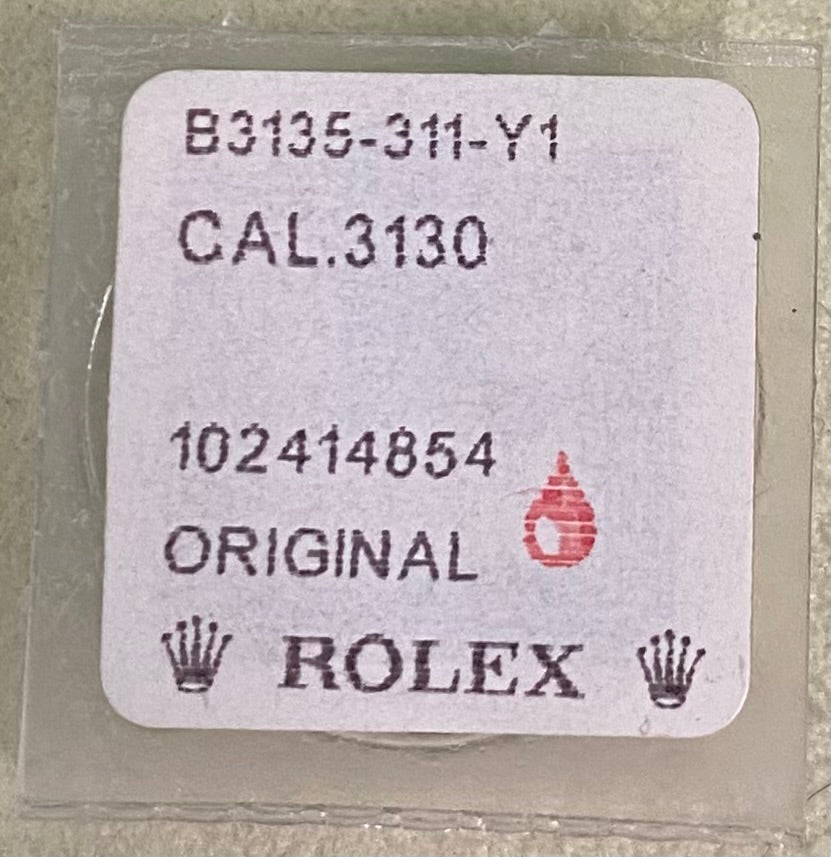 B3135-311-Y1
CAL.3130
102414854
ORIGINAL
ROLEX